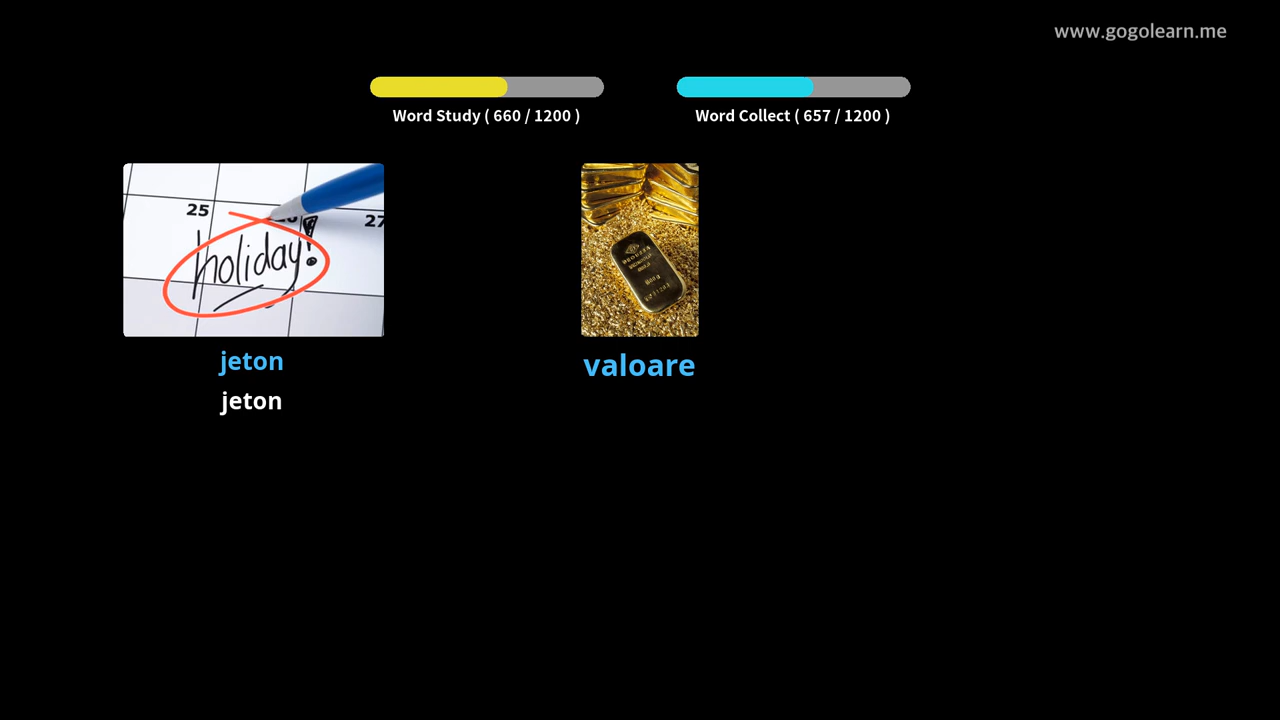 www.gogolearn.me
Word Study ( 660 / 1200 )
Word Collect ( 657 / 1200 )
25
27
holiday!
jeton
valoare
jeton